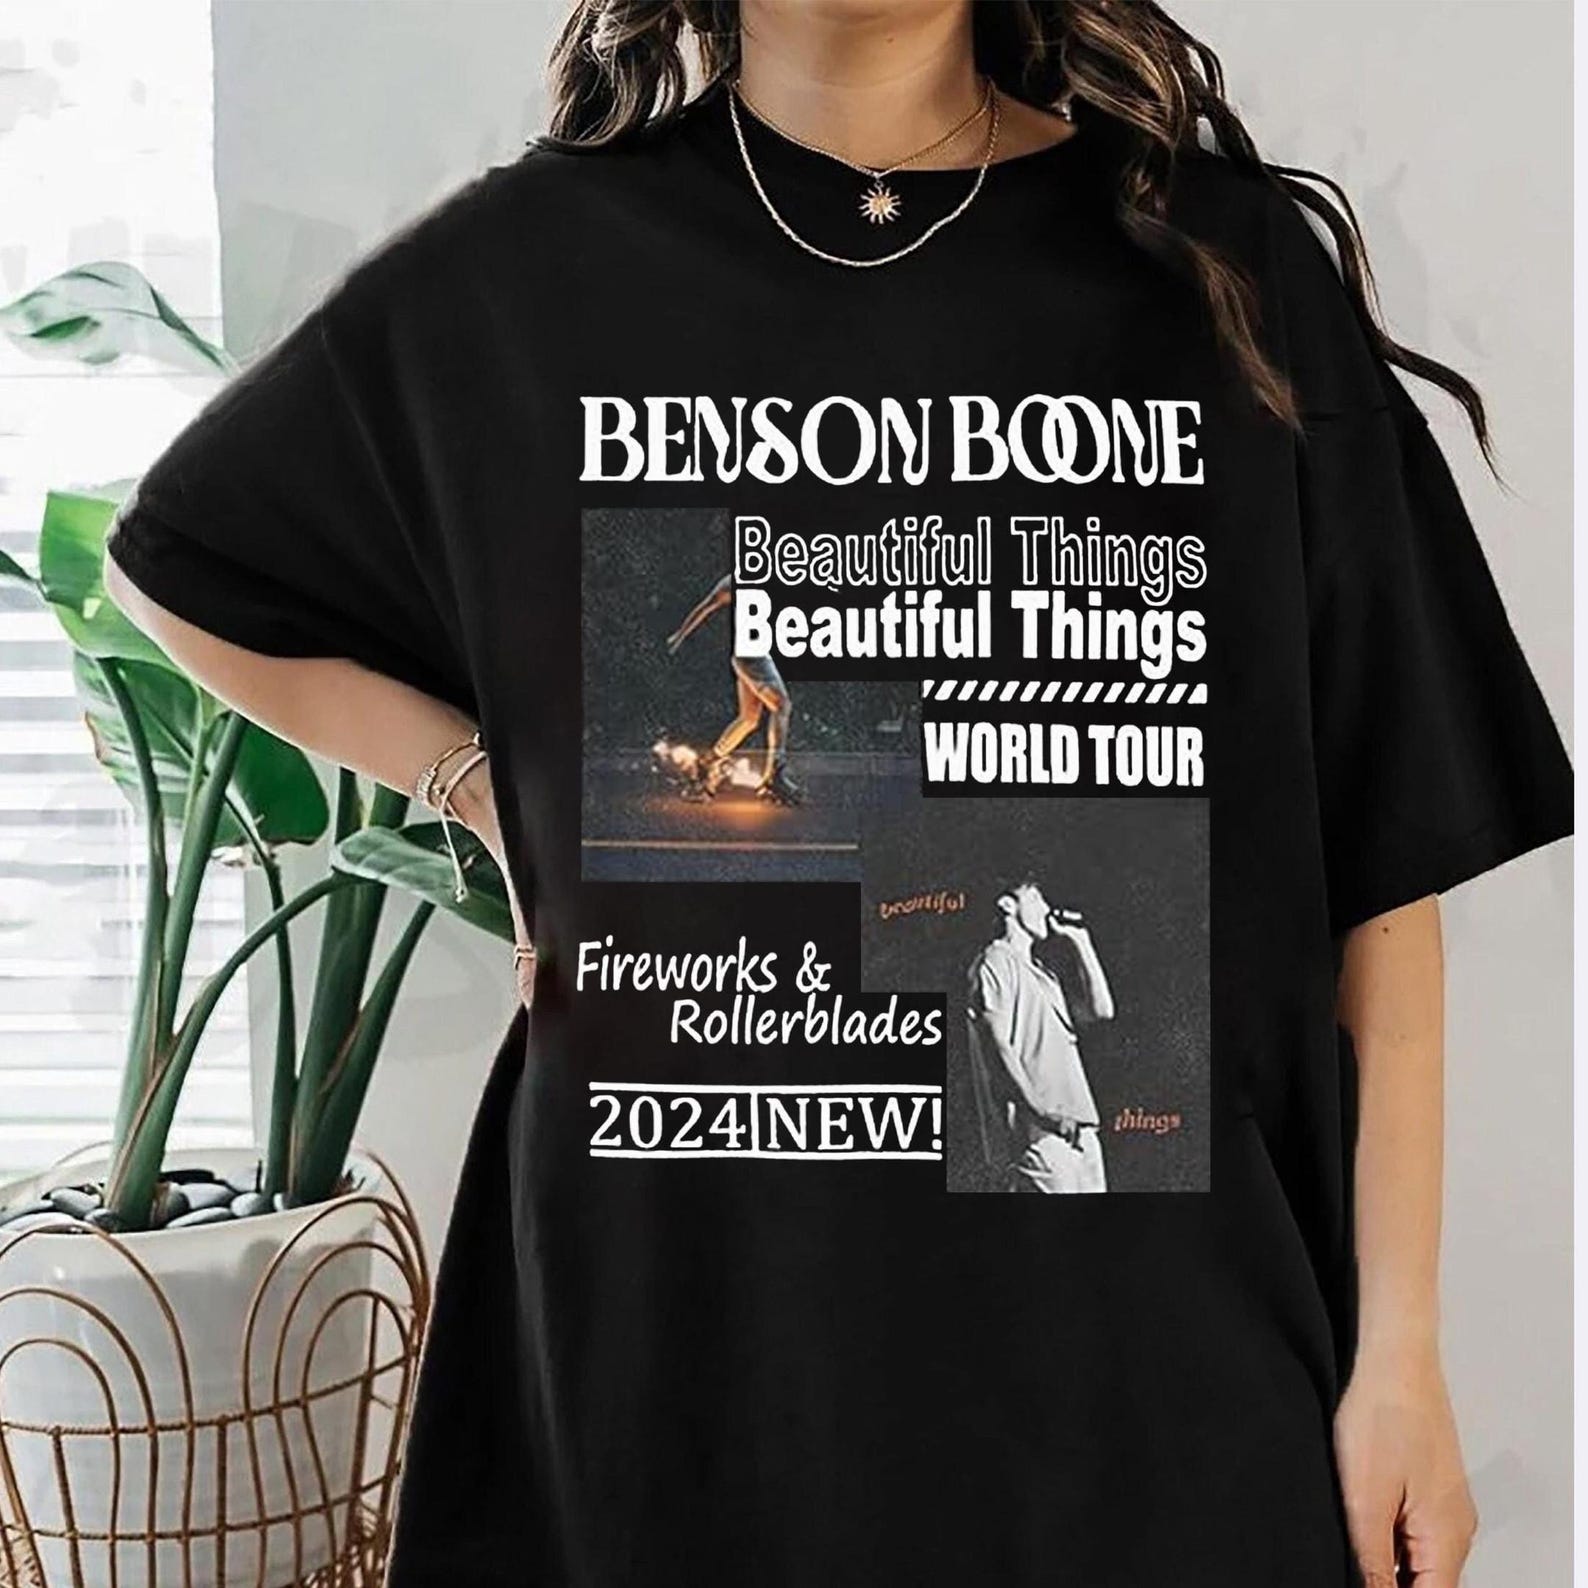 BENSON BOONE
Beautiful Things
Beautiful Things
WORLD TOUR
beautiful
Fireworks &
Rollerblades
2024 NEW!
things